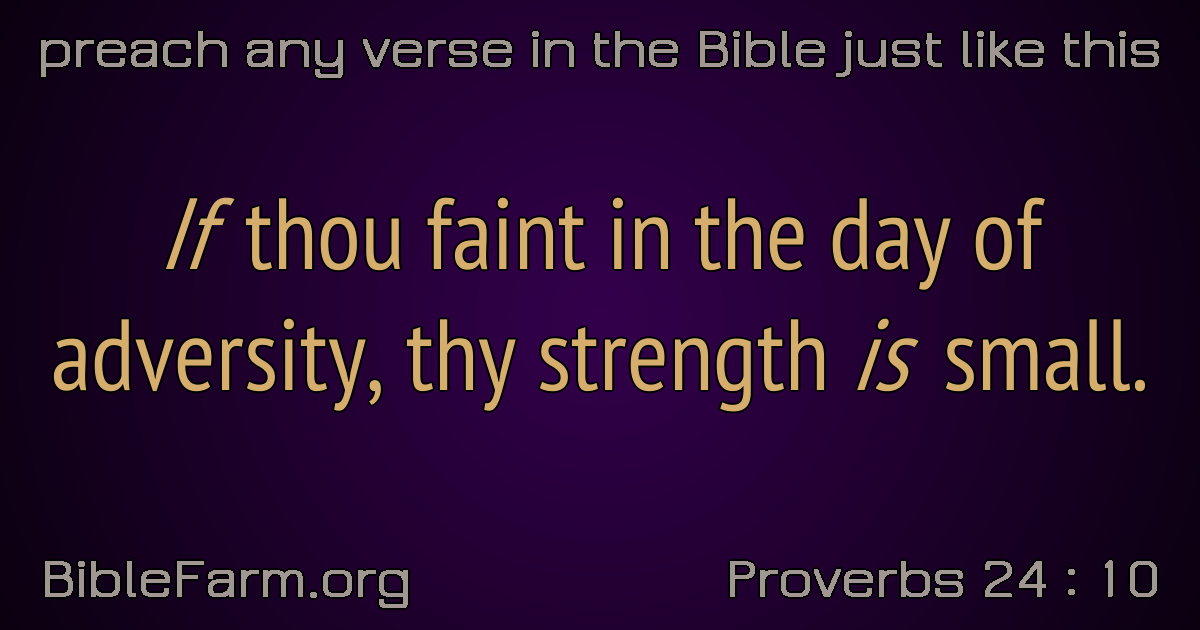 preach any verse in the Bible just like this
If thou faint in the day of
adversity, thy strength is small.
BibleFarm.org
Proverbs 24 : 10